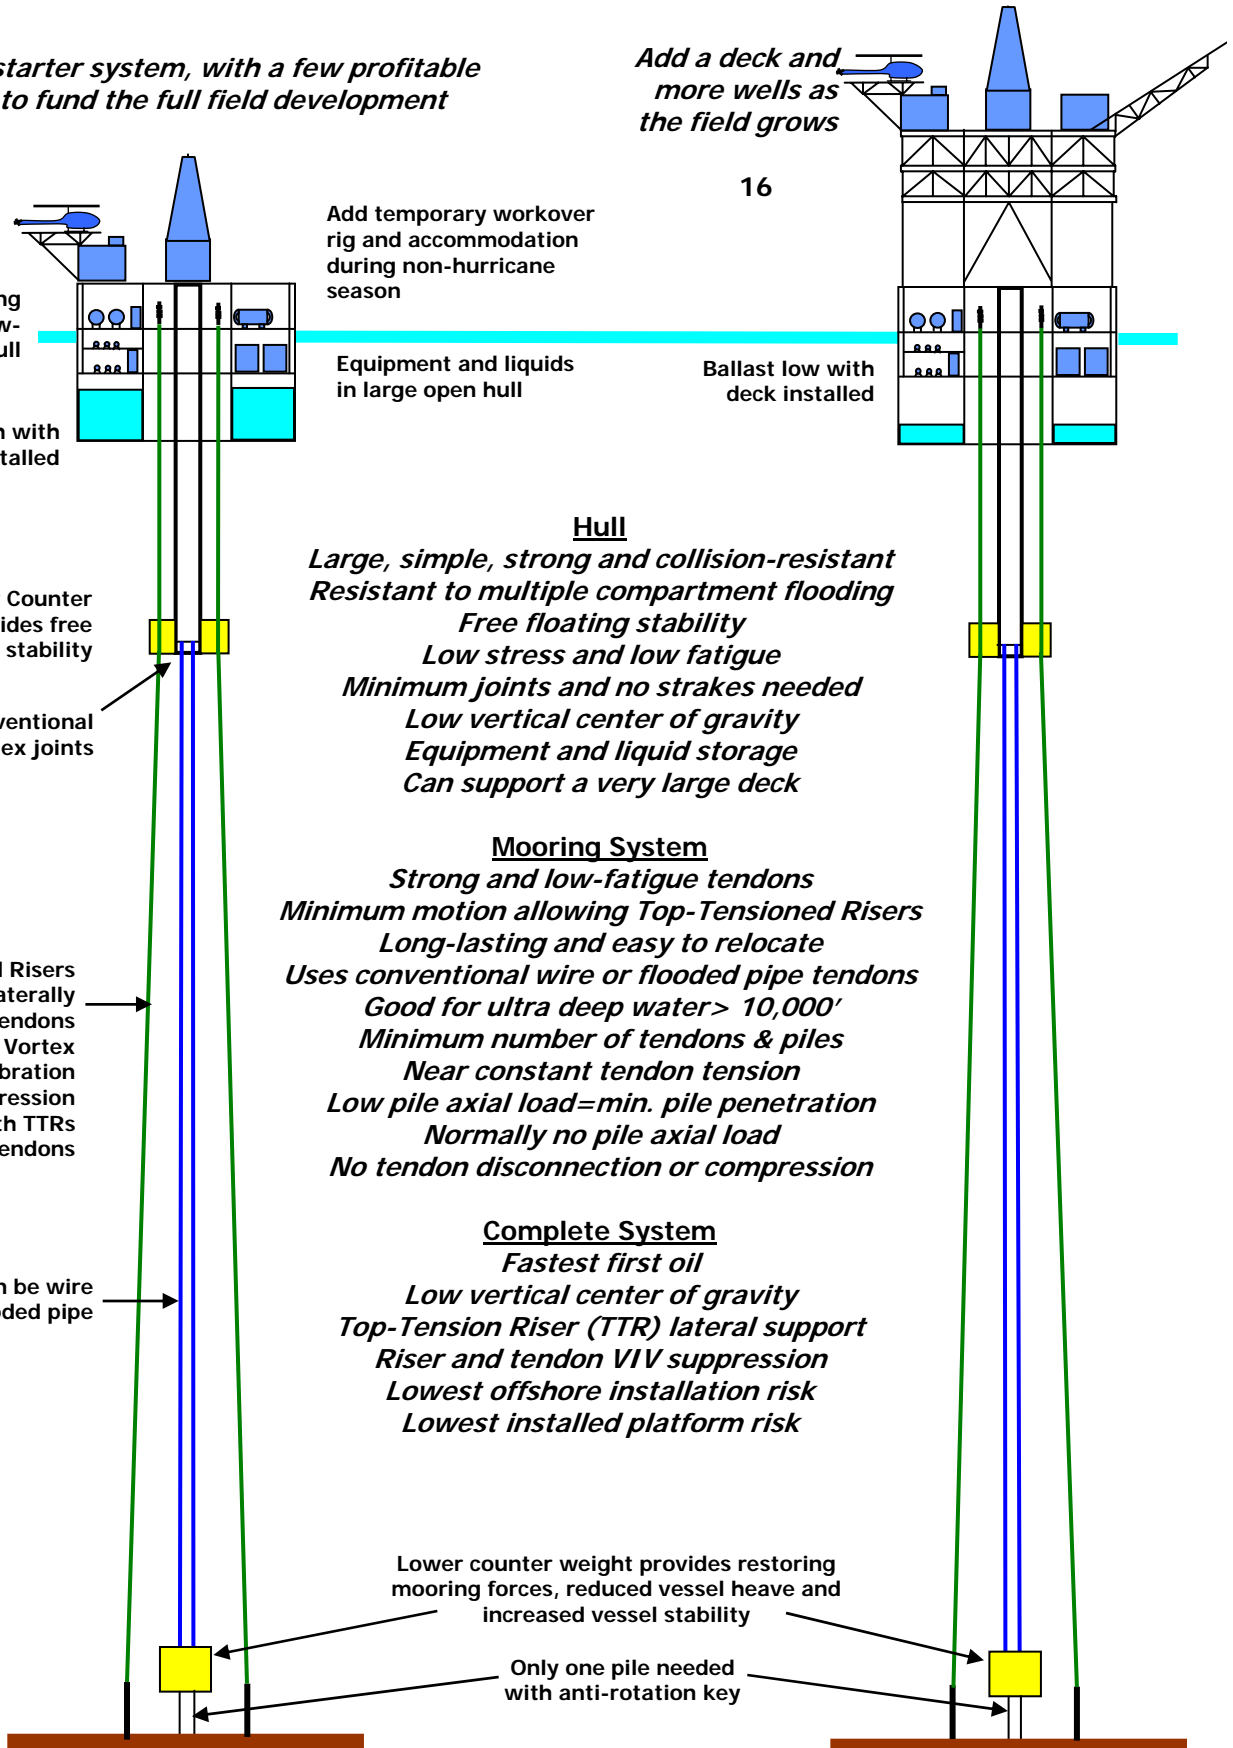 starter system, with a few profitable
to fund the full field development
Add a deck and
more wells as
the field grows
16
Add temporary workover
rig and accommodation
during non-hurricane
season
ng
w-
ull
Equipment and liquids
in large open hull
Ballast low with
deck installed
n with
talled
Hull
Large, simple, strong and collision-resistant
Resistant to multiple compartment flooding
Free floating stability
Low stress and low fatigue
Minimum joints and no strakes needed
Low vertical center of gravity
Equipment and liquid storage
Can support a very large deck
Counter
ides free
stability
ventional
ex joints
Mooring System
Strong and low-fatigue tendons
Minimum motion allowing Top-Tensioned Risers
Long-lasting and easy to relocate
Uses conventional wire or flooded pipe tendons
Good for ultra deep water> 10,000’
Minimum number of tendons & piles
Near constant tendon tension
Low pile axial load=min. pile penetration
Normally no pile axial load
No tendon disconnection or compression
d Risers
aterally
endons
Vortex
bration
pression
th TTRs
endons
Complete System
Fastest first oil
Low vertical center of gravity
Top-Tension Riser (TTR) lateral support
Riser and tendon VIV suppression
Lowest offshore installation risk
Lowest installed platform risk
n be wire
oded pipe
Lower counter weight provides restoring
mooring forces, reduced vessel heave and
increased vessel stability
Only one pile needed
with anti-rotation key